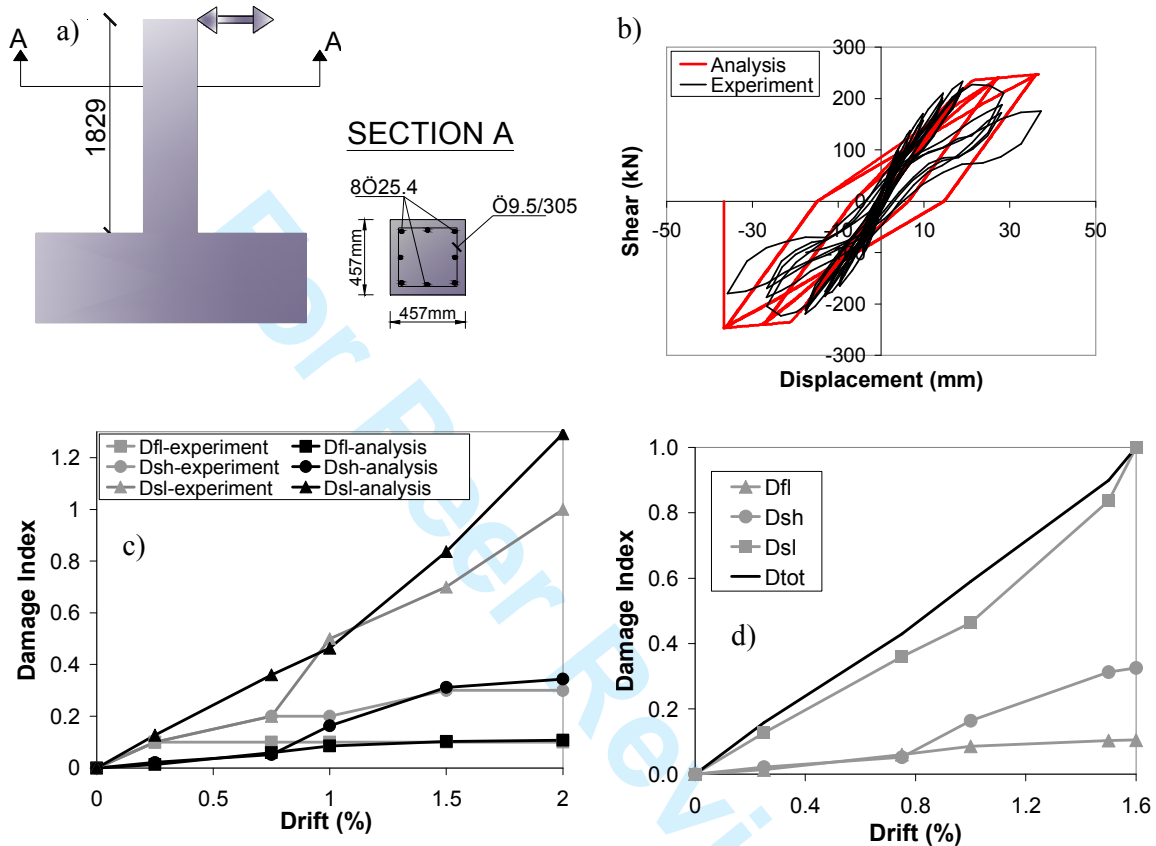 a)
A
A
1829
SECTION A
8Ö25.4
Ö9.5/305
457mm
457mm
b)
Analysis
Experiment
300
200
100
0
-100
-200
-300
-50
-30
-10
10
30
50
Shear (kN)
Displacement (mm)
Dfl-experiment
Dfl-analysis
Dsh-experiment
Dsh-analysis
Dsl-experiment
Dsl-analysis
1.2
1
0.8
0.6
0.4
0.2
0
c)
Damage Index
0
0.5
1
1.5
2
Drift (%)
1.0
0.8
0.6
0.4
0.2
0.0
Dfl
Dsh
Dsl
Dtot
d)
Damage Index
0
0.4
0.8
1.2
1.6
Drift (%)
For Peer Revi